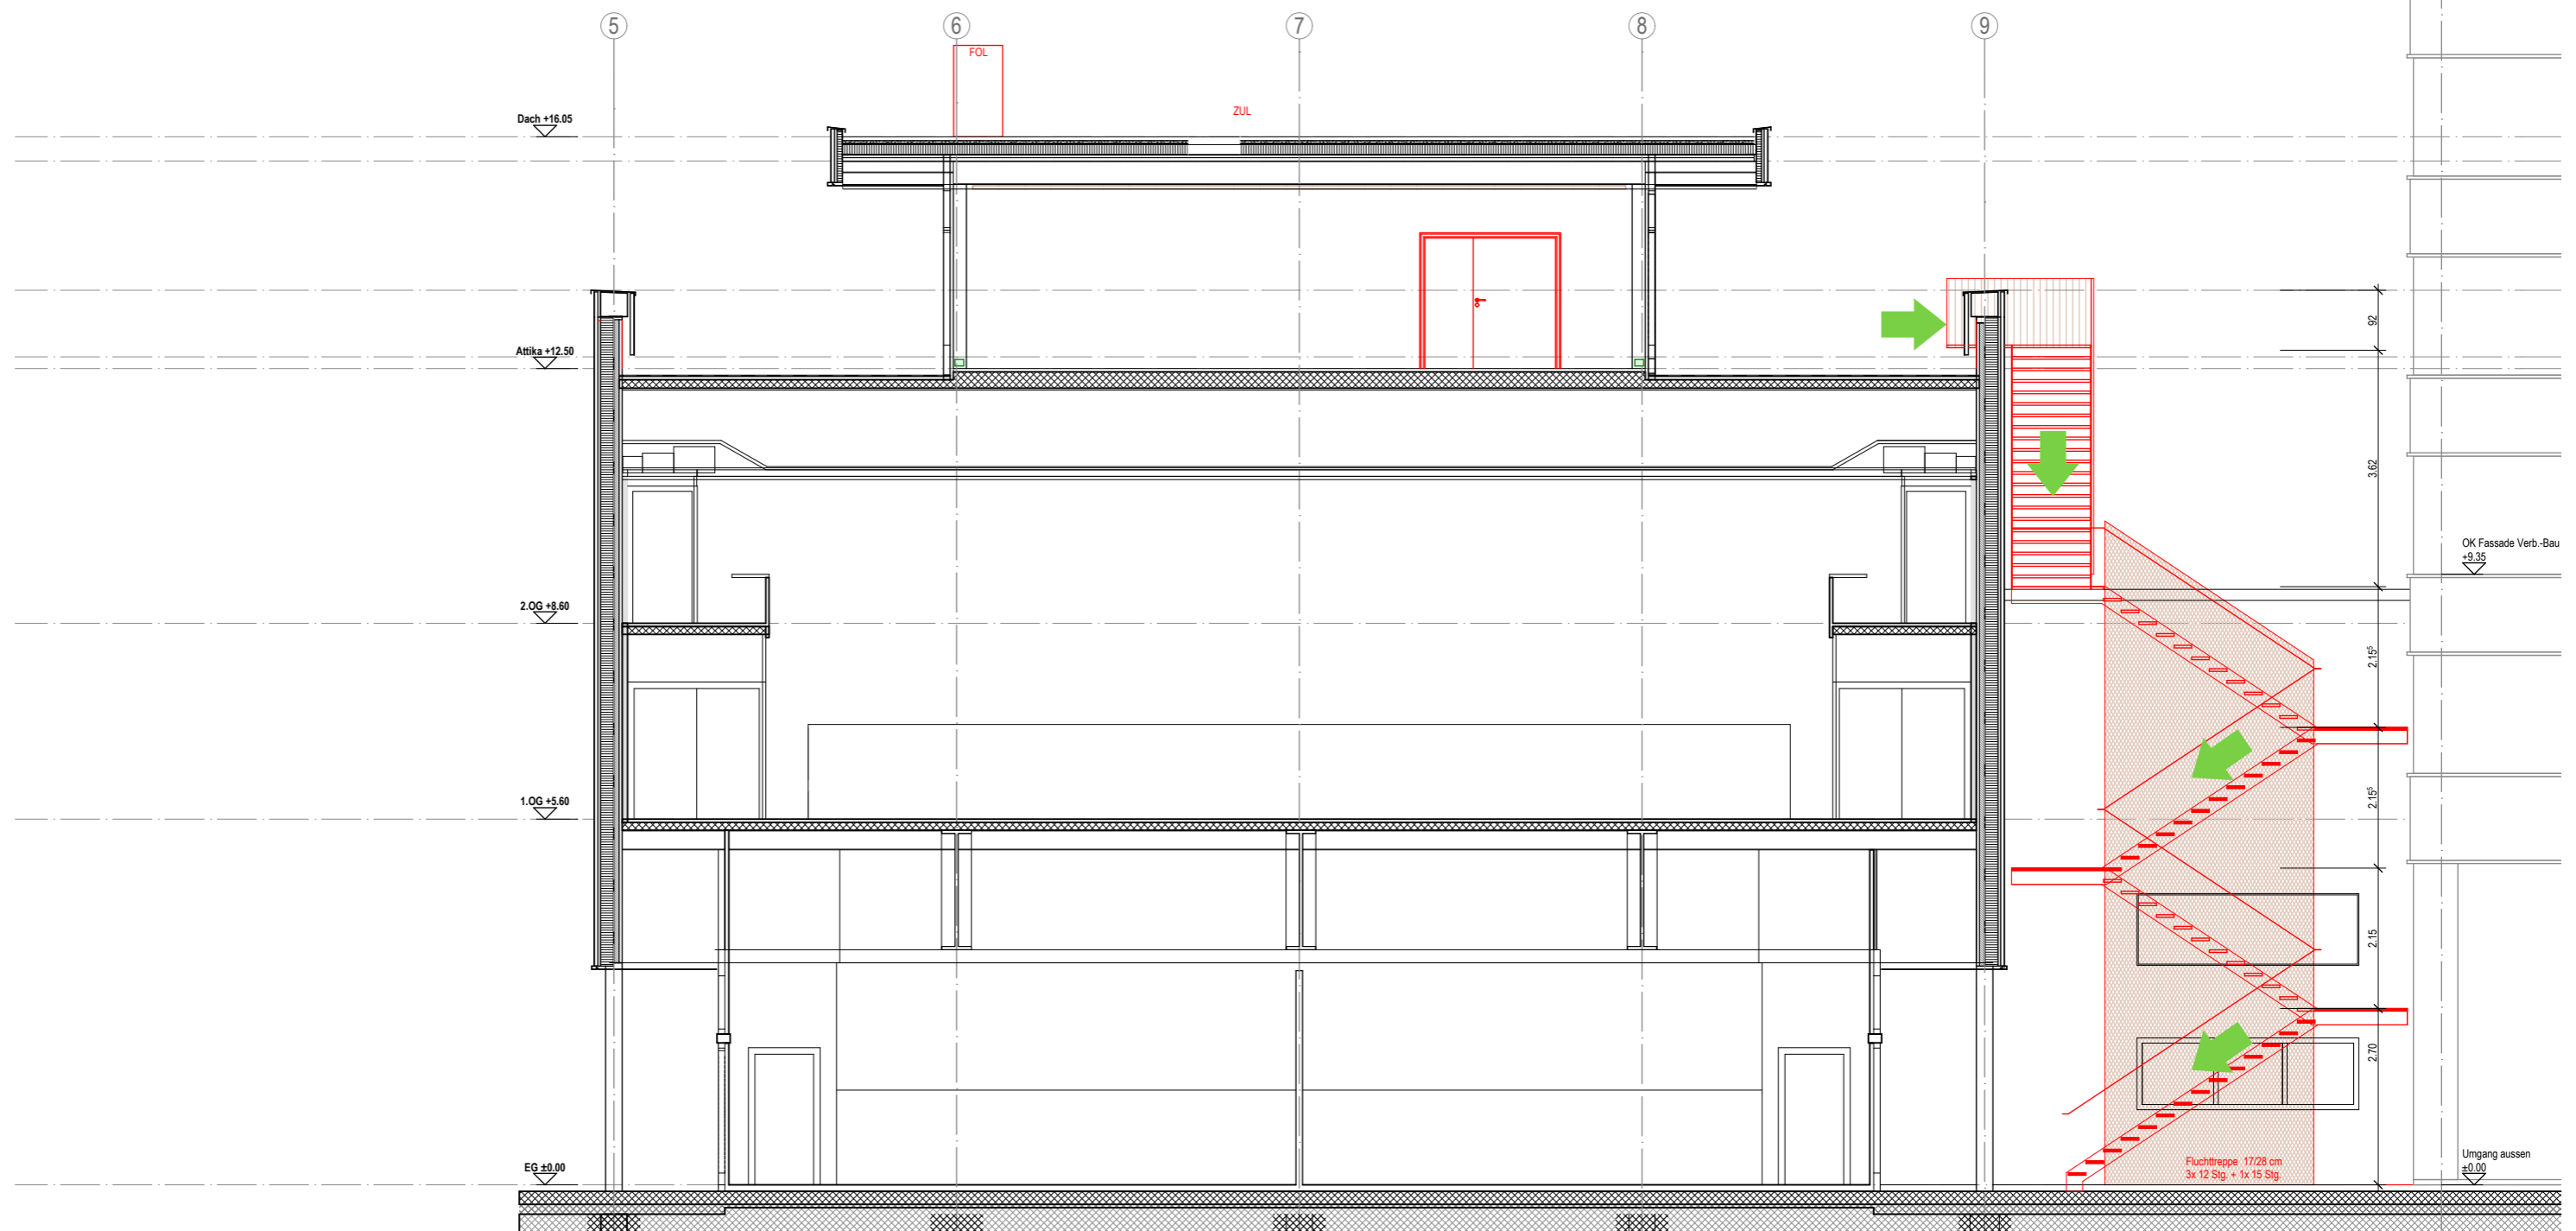 5
6
7
8
9
FOL
ZUL
Dach +16.05
Attika +12.50
92
3.62
OK Fassade Verb.-Bau
+9.35
2.OG +8.60
2.15⁵
2.15⁵
1.OG +5.60
2.15
2.70
EG ±0.00
Fluchttreppe 17/28 cm
3x 12 Stg. + 1x 15 Stg.
Umgang aussen
±0.00